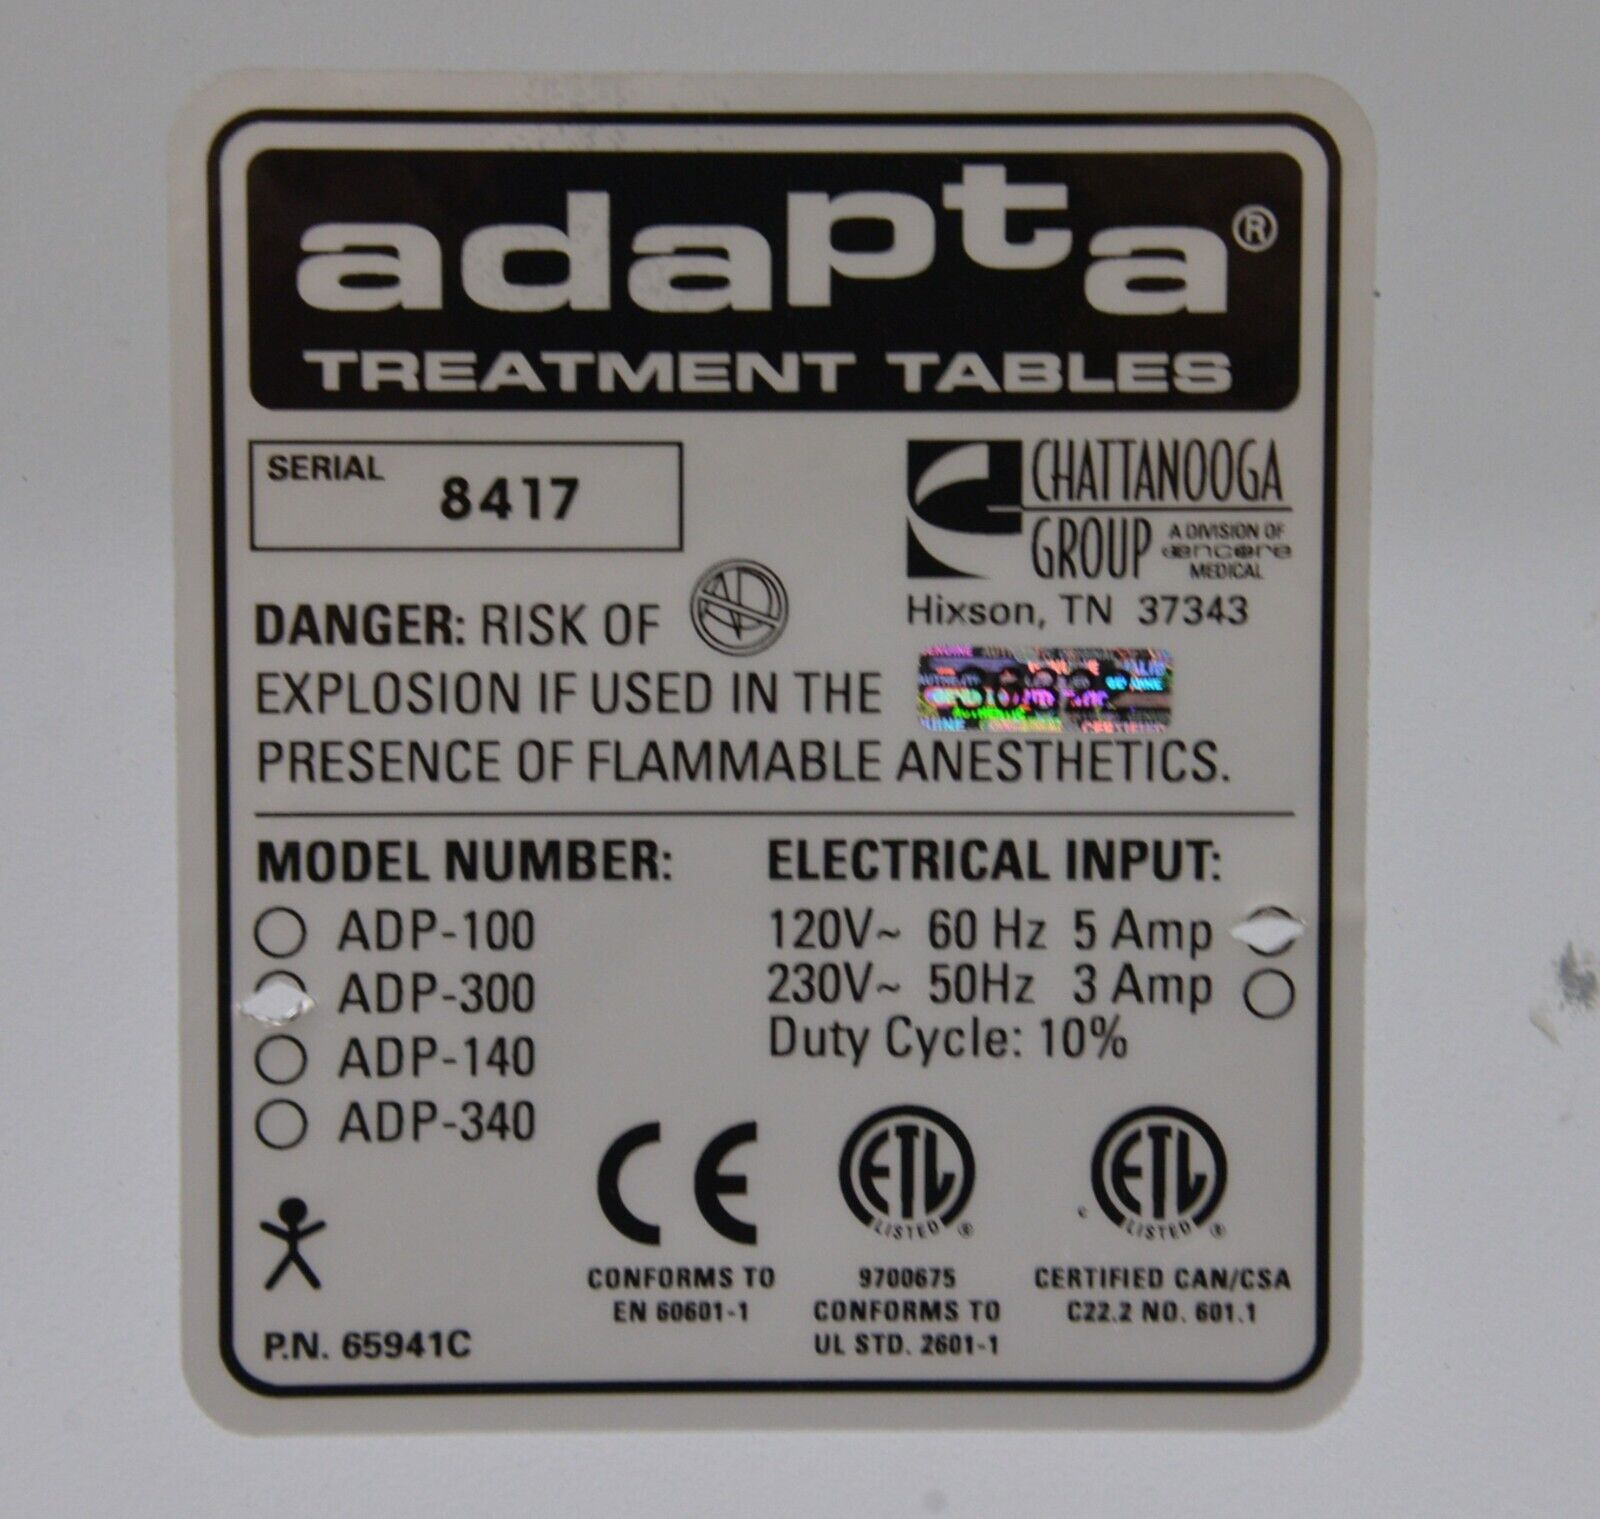 adapta®
TREATMENT TABLES
SERIAL 8417
CHATTANOOGA
GROUP A DIVISION OF
encore
MEDICAL
Hixson, TN 37343
DANGER: RISK OF
EXPLOSION IF USED IN THE
PRESENCE OF FLAMMABLE ANESTHETICS.
MODEL NUMBER:
ADP-100
ADP-300
ADP-140
ADP-340
ELECTRICAL INPUT:
120V~ 60 Hz 5 Amp
230V~ 50Hz 3 Amp
Duty Cycle: 10%
CE
CONFORMS TO
EN 60601-1
ETL
LISTED ®
9700675
CONFORMS TO
UL STD. 2601-1
c ETL
LISTED ®
CERTIFIED CAN/CSA
C22.2 NO. 601.1
P.N. 65941C